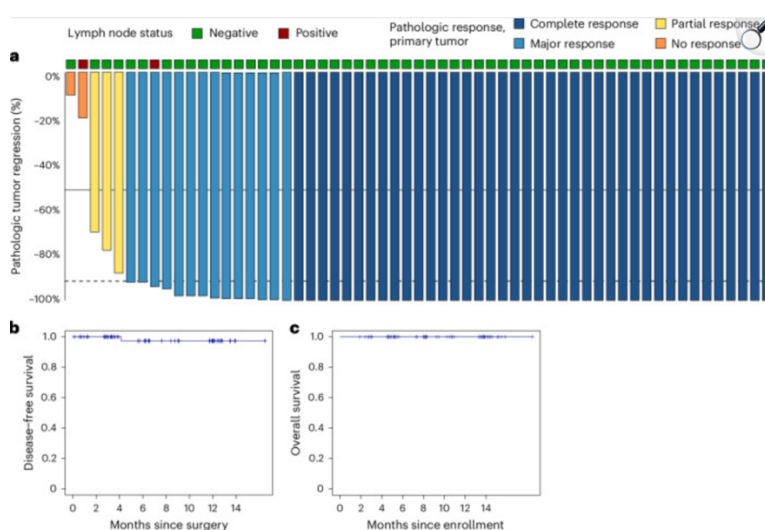 Lymph node status
Negative
Positive
Pathologic response,
primary tumor
Complete response
Partial response
Major response
No response
a
Pathologic tumor regression (%)
0%
–20%
–40%
–60%
–80%
–100%
b
Disease-free survival
1.0
0.8
0.6
0.4
0.2
0
0 2 4 6 8 10 12 14
Months since surgery
c
Overall survival
1.0
0.8
0.6
0.4
0.2
0
0 2 4 6 8 10 12 14
Months since enrollment